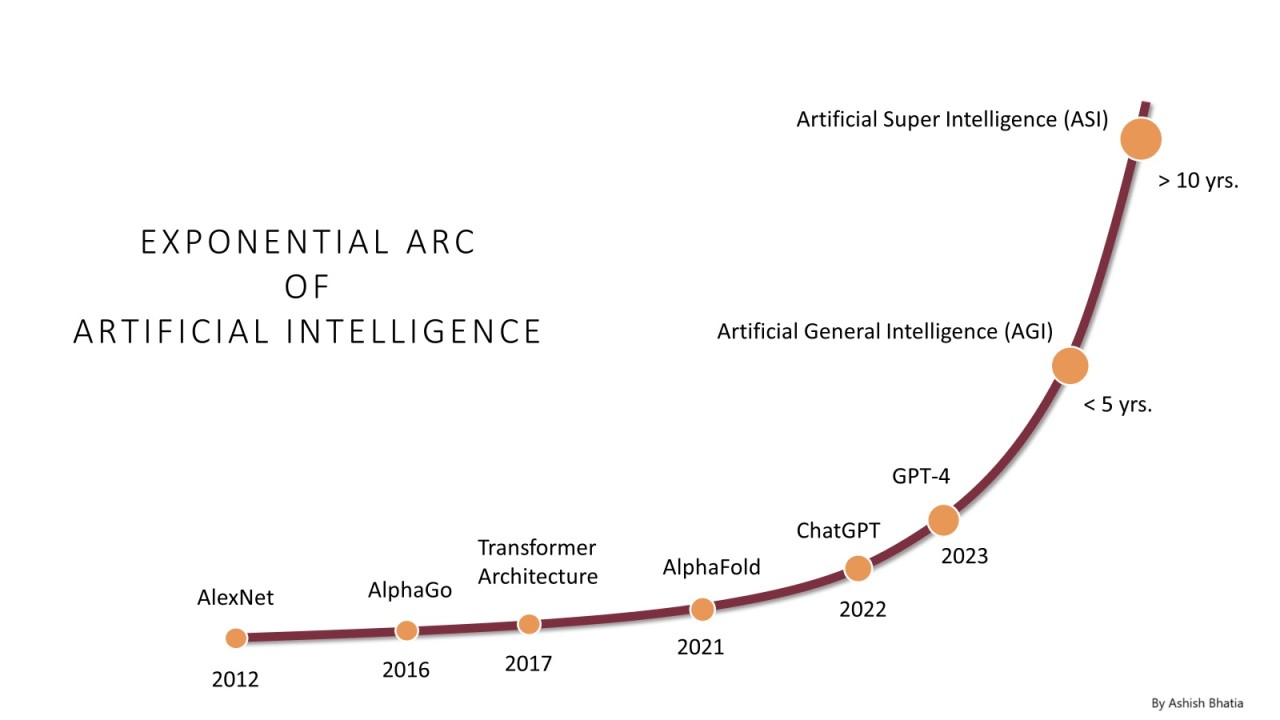 EXPONENTIAL ARC
OF
ARTIFICIAL INTELLIGENCE
AlexNet
2012
AlphaGo
2016
Transformer
Architecture
2017
AlphaFold
2021
ChatGPT
2022
GPT-4
2023
Artificial General Intelligence (AGI)
< 5 yrs.
Artificial Super Intelligence (ASI)
> 10 yrs.
By Ashish Bhatia